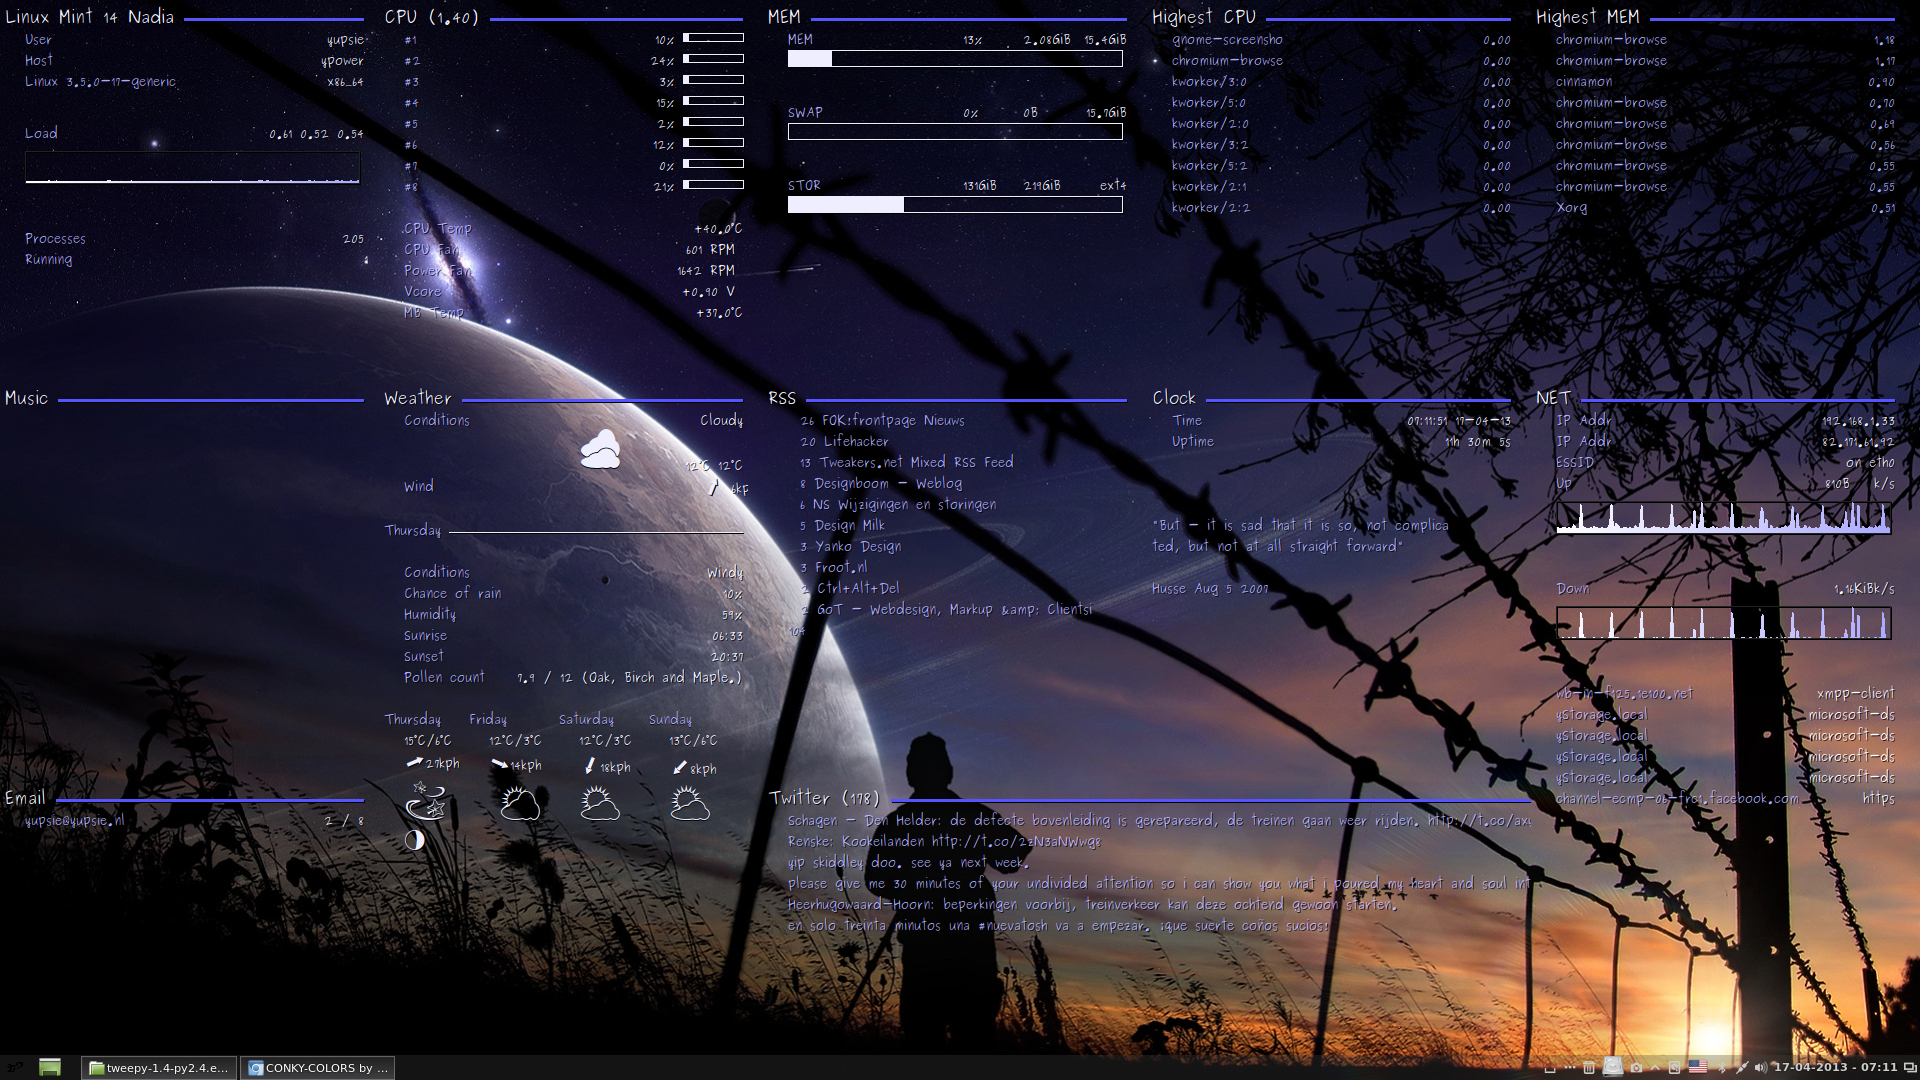 Linux Mint 14 Nadia
User yupsie
Host ypower
Linux 3.5.0-17-generic x86_64
Load 0.61 0.52 0.54
Processes 205
Running
CPU (1.40)
#1 10%
#2 24%
#3 3%
#4 15%
#5 2%
#6 12%
#7 0%
#8 21%
CPU Temp +40.0°C
CPU Fan 601 RPM
Power Fan 1642 RPM
Vcore +0.90 V
MB Temp +37.0°C
MEM
MEM 13% 2.08GiB 15.4GiB
SWAP 0% 0B 15.7GiB
STOR 131GiB 219GiB ext4
Highest CPU
gnome-screensho 0.00
chromium-browse 0.00
kworker/3:0 0.00
kworker/5:0 0.00
kworker/2:0 0.00
kworker/3:2 0.00
kworker/5:2 0.00
kworker/2:1 0.00
kworker/2:2 0.00
Highest MEM
chromium-browse 1.18
chromium-browse 1.17
cinnamon 0.90
chromium-browse 0.70
chromium-browse 0.69
chromium-browse 0.56
chromium-browse 0.55
chromium-browse 0.55
Xorg 0.51
Music
Weather
Conditions Cloudy
12°C 12°C
Wind 6kp
Thursday
Conditions Windy
Chance of rain 10%
Humidity 59%
Sunrise 06:33
Sunset 20:37
Pollen count 7.9 / 12 (Oak, Birch and Maple.)
Thursday Friday Saturday Sunday
15°C/6°C 12°C/3°C 12°C/3°C 13°C/6°C
27kph 14kph 18kph 8kph
RSS
26 FOK!frontpage Nieuws
20 Lifehacker
13 Tweakers.net Mixed RSS Feed
8 Designboom - Weblog
6 NS Wijzigingen en storingen
5 Design Milk
3 Yanko Design
3 Froot.nl
2 Ctrl+Alt+Del
2 GoT - Webdesign, Markup &amp; Clientsi
104
Clock
Time 07:11:51 17-04-13
Uptime 11h 30m 5s
"But - it is sad that it is so, not complica
ted, but not at all straight forward"
Husse Aug 5 2007
NET
IP Addr 192.168.1.33
IP Addr 82.171.61.92
ESSID on eth0
Up 810B k/s
Down 1.16KiBk/s
wb-in-f125.1e100.net xmpp-client
yStorage.local microsoft-ds
yStorage.local microsoft-ds
yStorage.local microsoft-ds
yStorage.local microsoft-ds
channel-ecmp-06-frc1.facebook.com https
Email
yupsie@yupsie.nl 2 / 8
Twitter (178)
Schagen - Den Helder: de defecte bovenleiding is gerepareerd, de treinen gaan weer rijden. http://t.co/axu
Renske: Kookeilanden http://t.co/2zN3aNWwg8
yip skiddley doo. see ya next week.
please give me 30 minutes of your undivided attention so i can show you what i poured my heart and soul int
Heerhugowaard-Hoorn: beperkingen voorbij, treinverkeer kan deze ochtend gewoon starten.
en solo treinta minutos una #nuevatosh va a empezar. ¡que suerte coños sucios!
tweepy-1.4-py2.4.e...
CONKY-COLORS by ...
17-04-2013 - 07:11